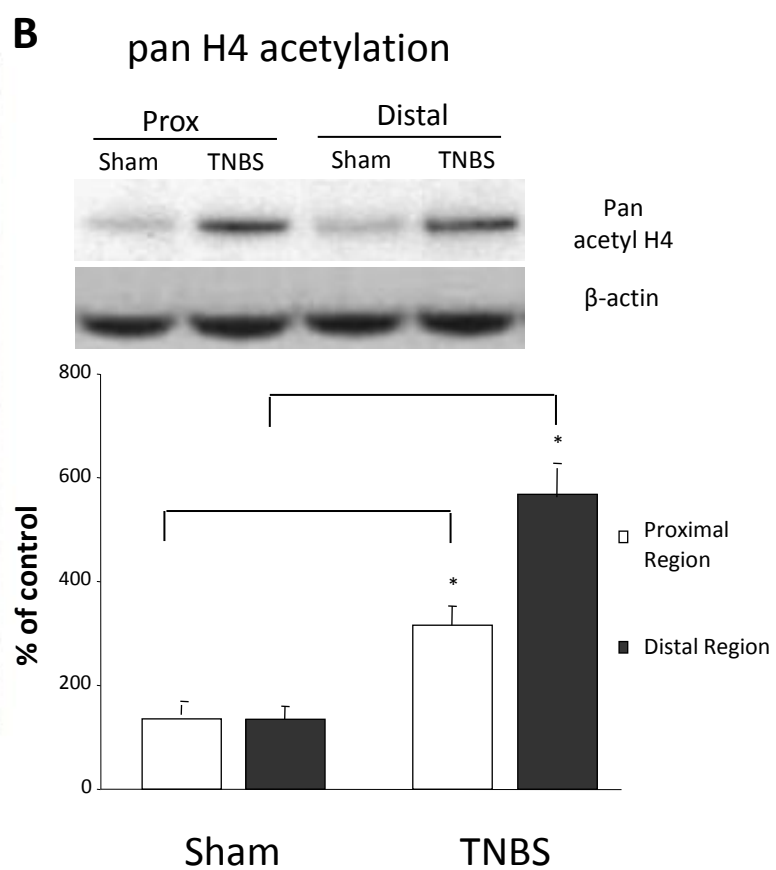 B
pan H4 acetylation
Prox Distal
Sham TNBS Sham TNBS
Pan
acetyl H4
β-actin
800
600
400
200
0
% of control
*
*
Proximal
Region
Distal Region
Sham TNBS